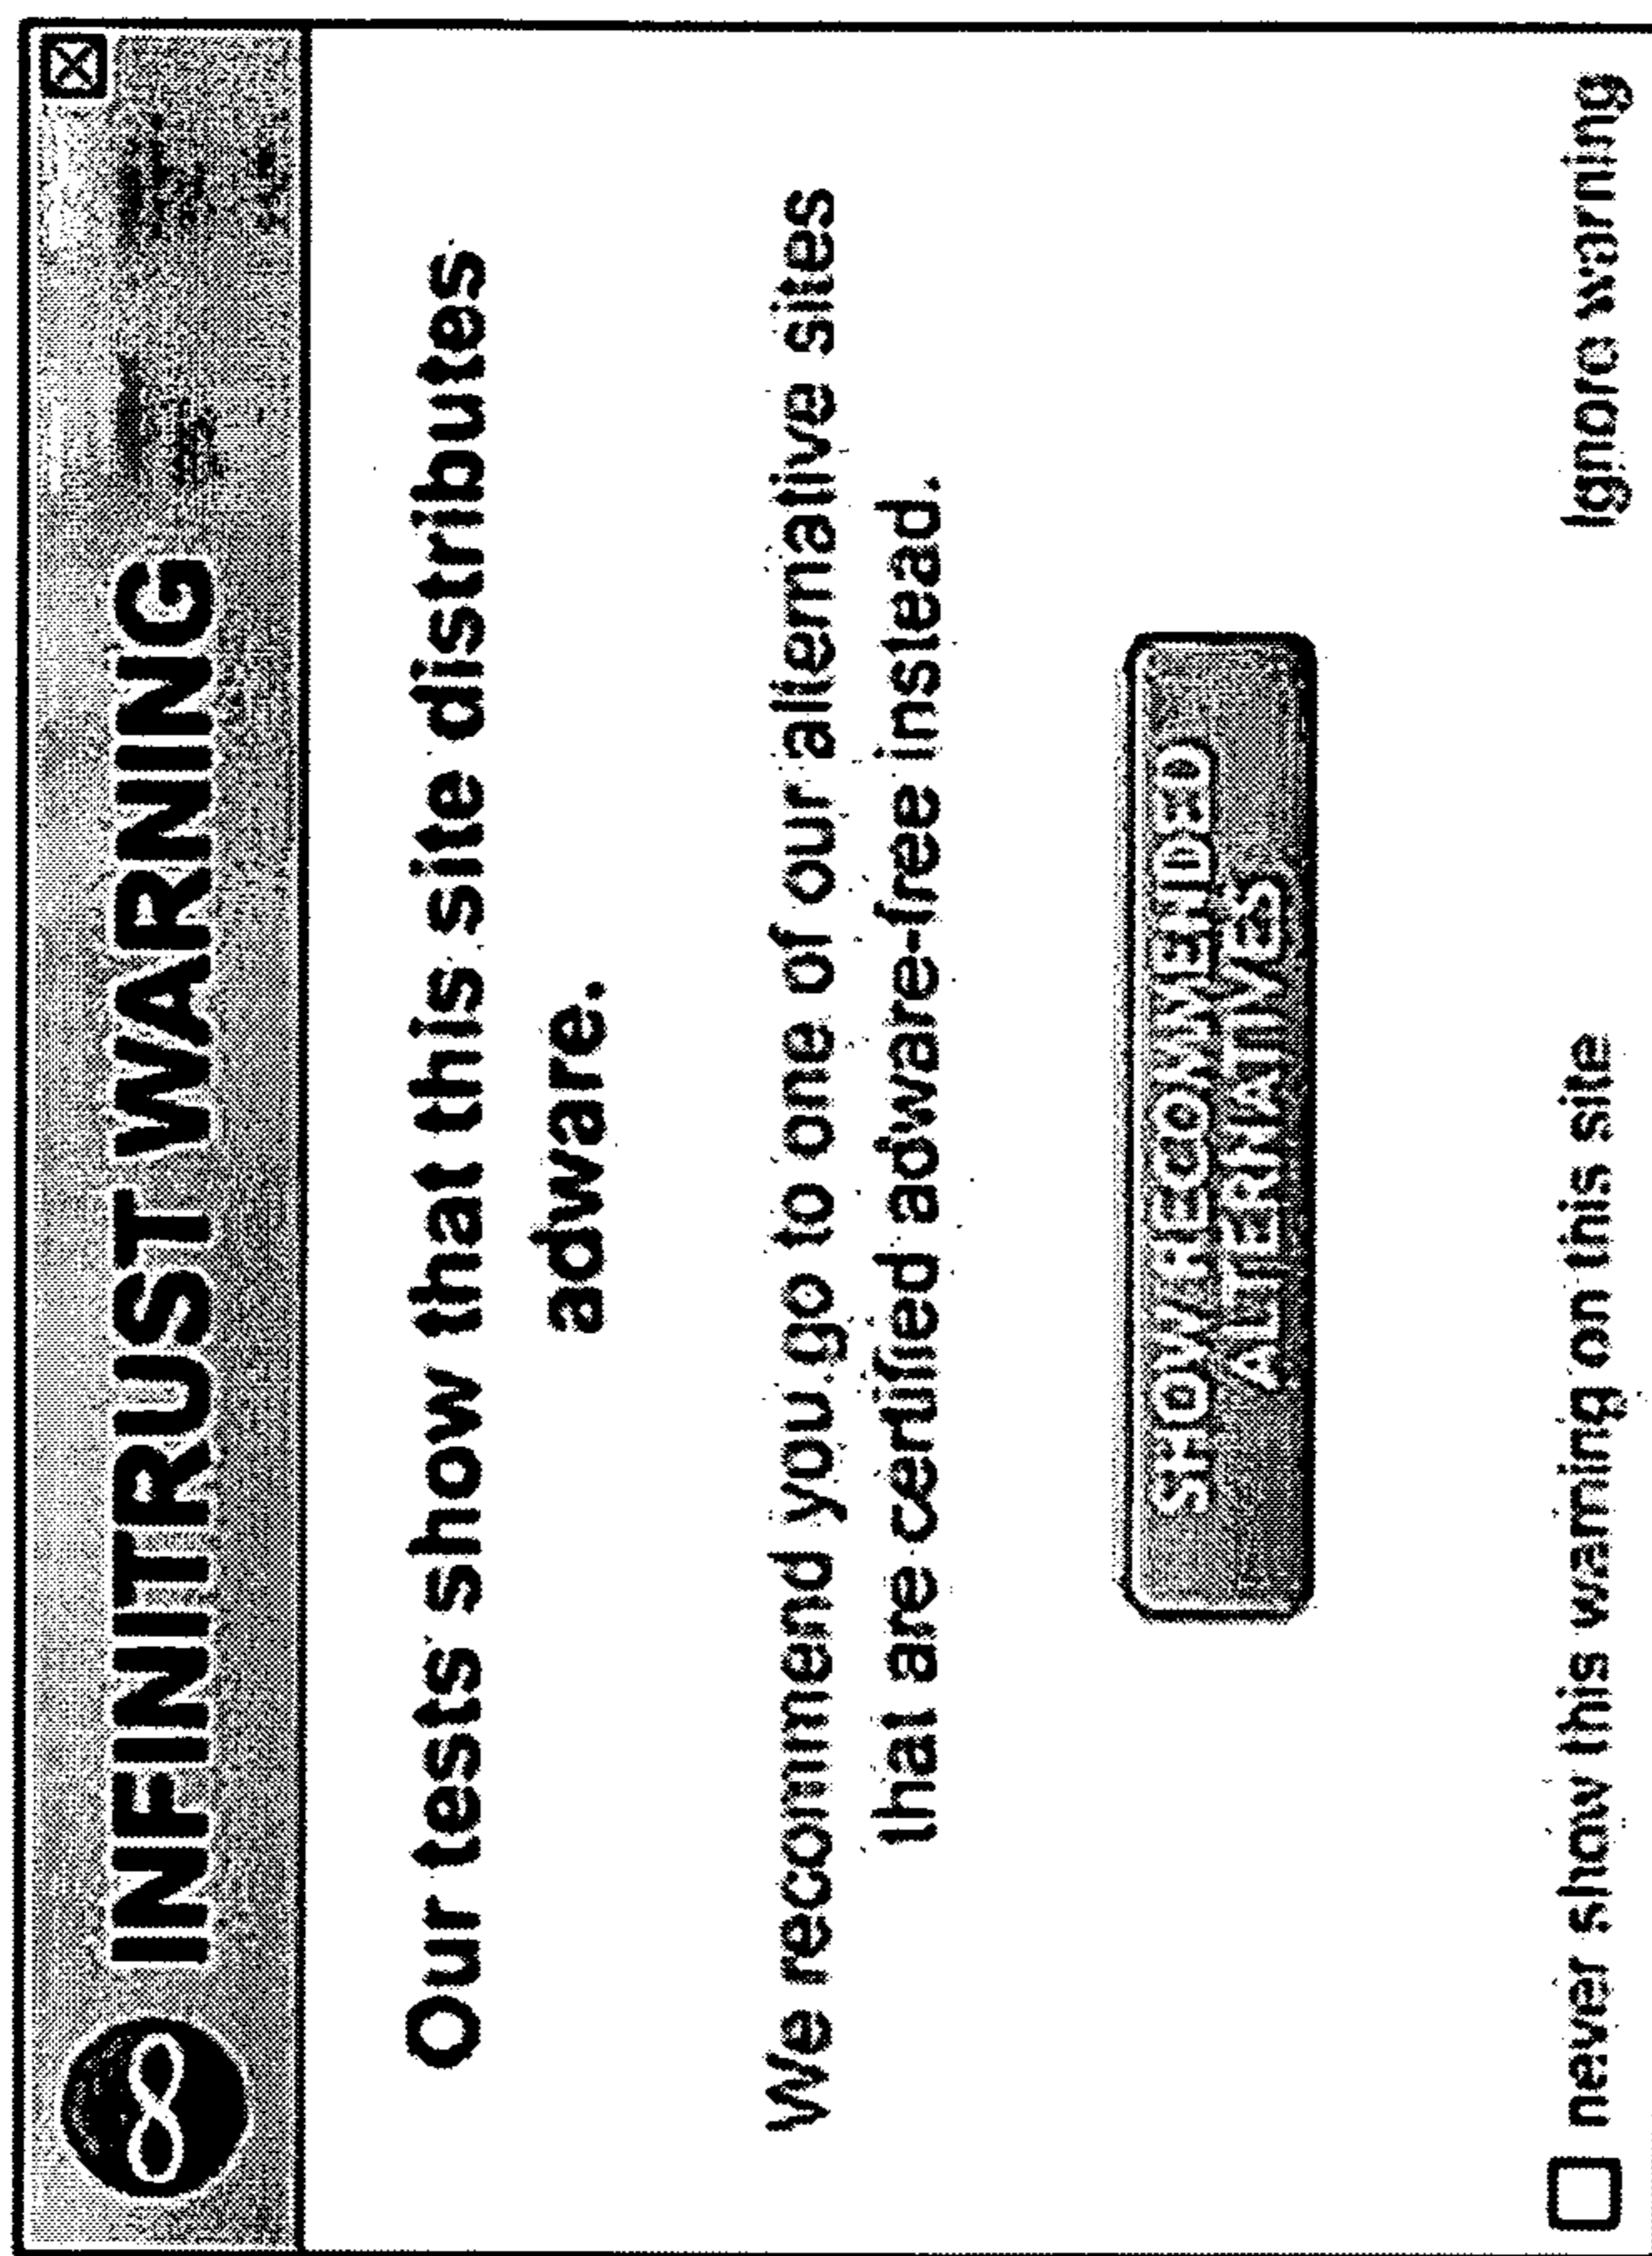 INFINITRUST WARNING
Our tests show that this site distributes
adware.
We recommend you go to one of our alternative sites
that are certified adware-free instead.
SHOW RECOMMENDED
ALTERNATIVES
never show this warning on this site
Ignore warning